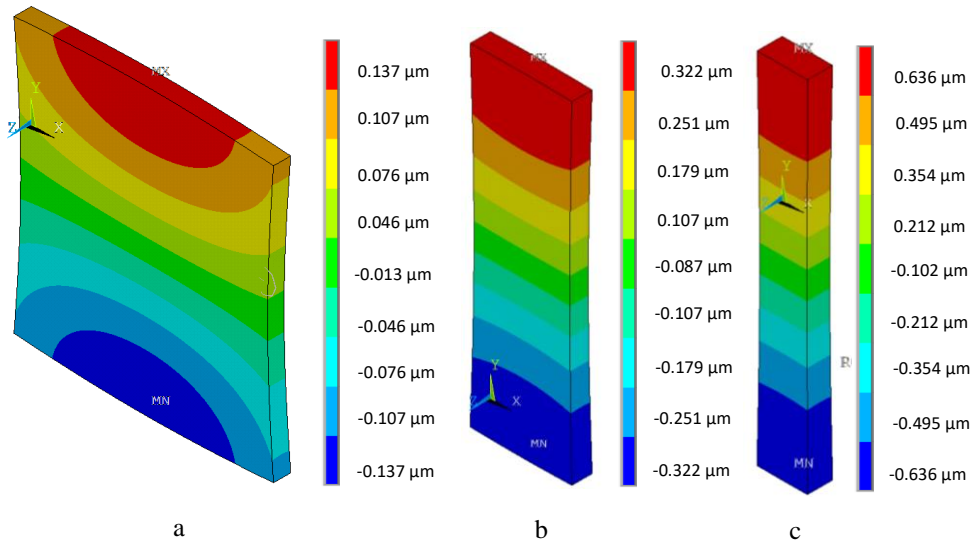 MX
Y
Z
X
MN
0.137 µm
0.107 µm
0.076 µm
0.046 µm
-0.013 µm
-0.046 µm
-0.076 µm
-0.107 µm
-0.137 µm
a
MX
Y
Z
X
MN
0.322 µm
0.251 µm
0.179 µm
0.107 µm
-0.087 µm
-0.107 µm
-0.179 µm
-0.251 µm
-0.322 µm
b
MX
Y
X
MN
0.636 µm
0.495 µm
0.354 µm
0.212 µm
-0.102 µm
-0.212 µm
-0.354 µm
-0.495 µm
-0.636 µm
c